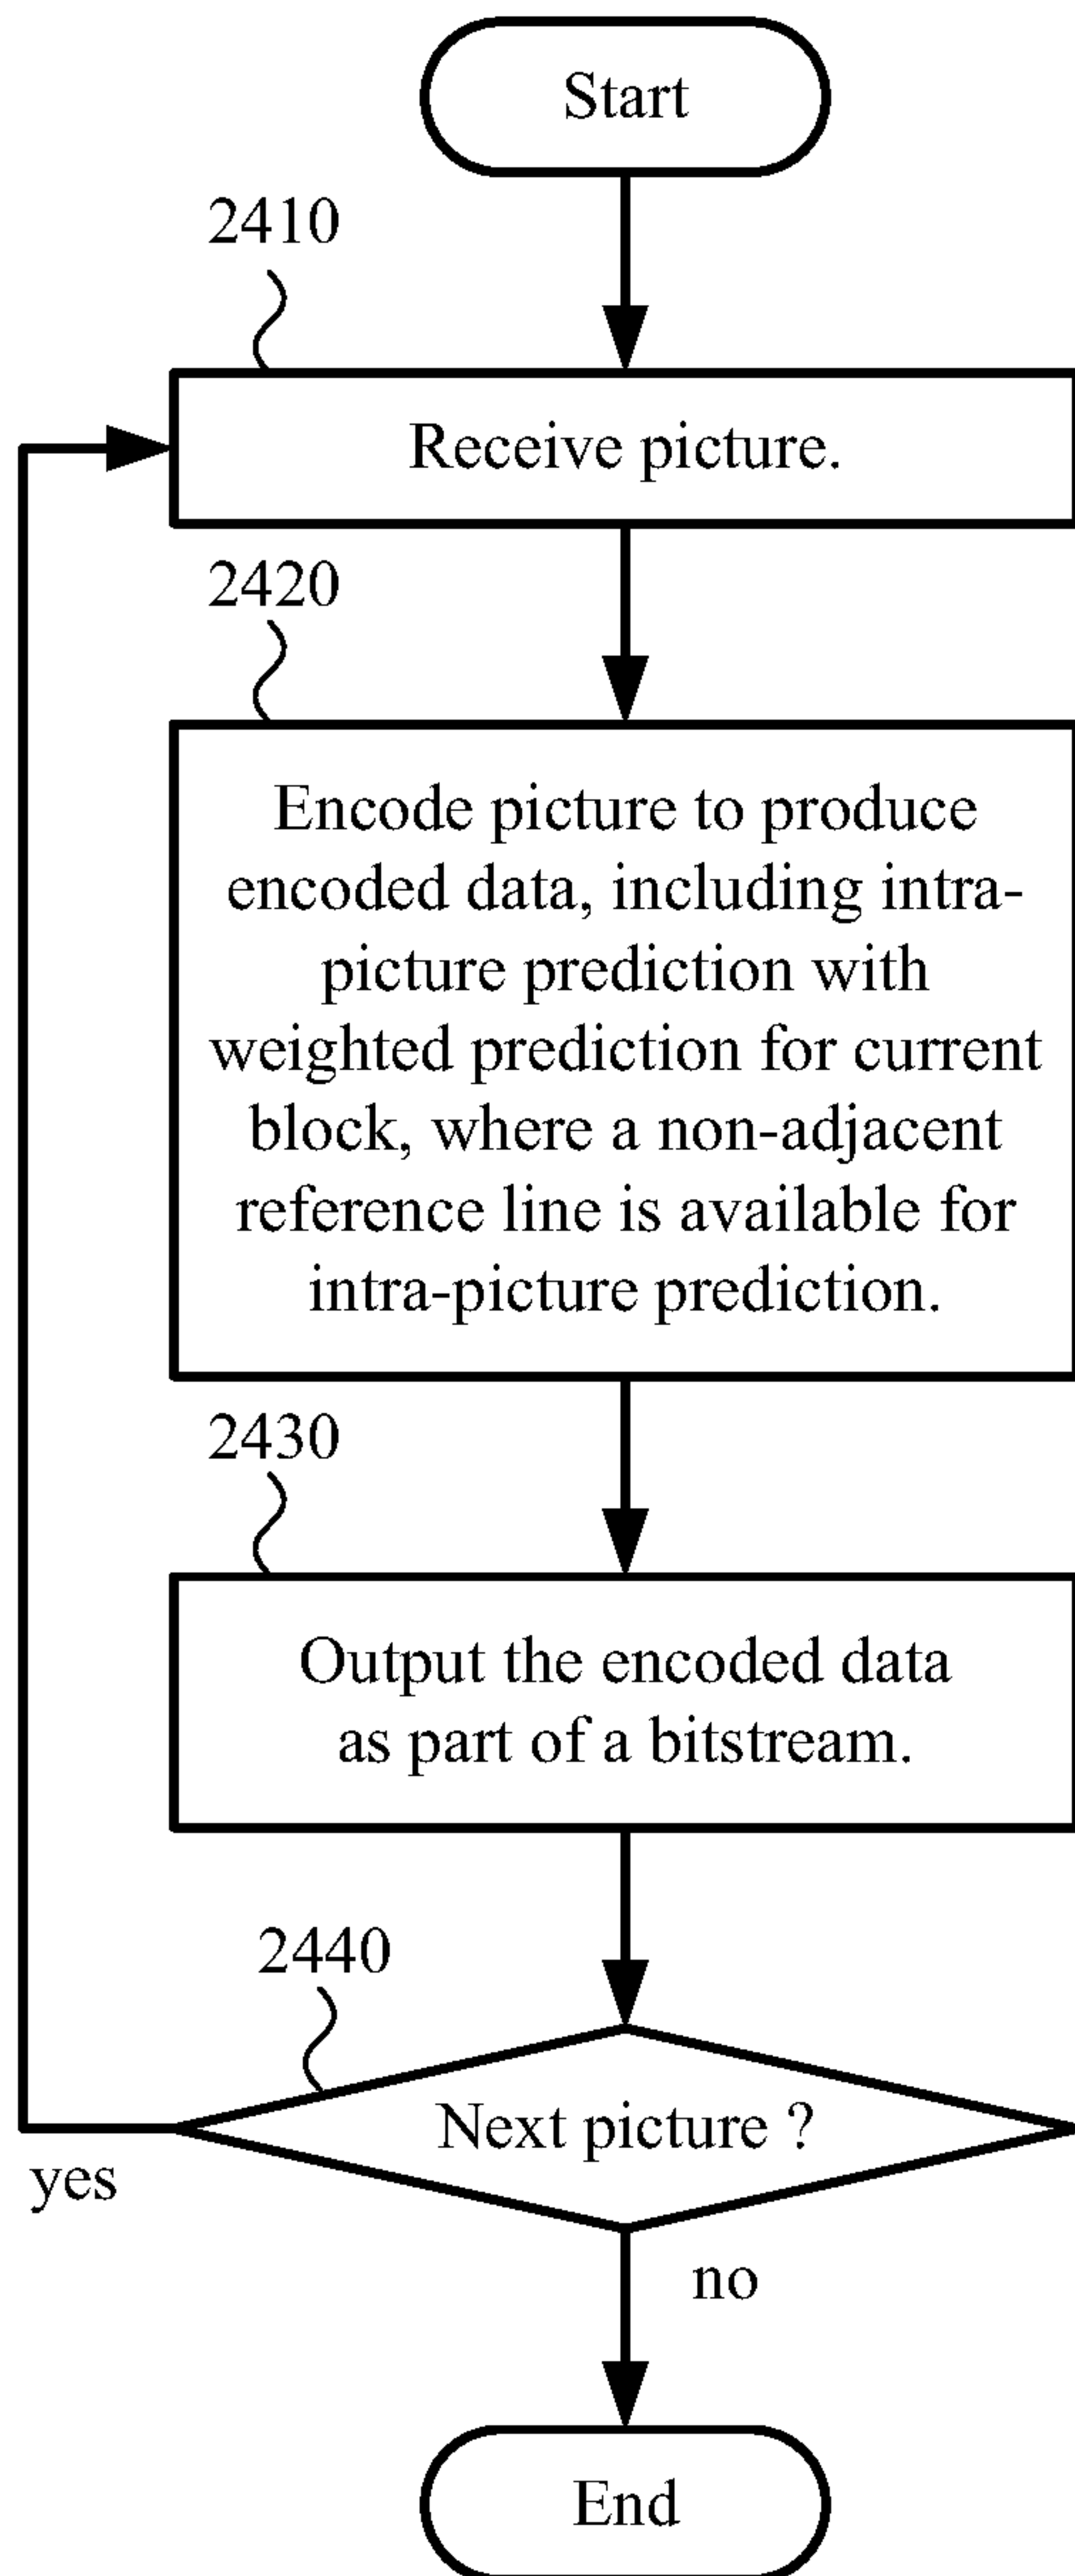 Start
2410
Receive picture.
2420
Encode picture to produce
encoded data, including intra-
picture prediction with
weighted prediction for current
block, where a non-adjacent
reference line is available for
intra-picture prediction.
2430
Output the encoded data
as part of a bitstream.
2440
Next picture ?
yes
no
End